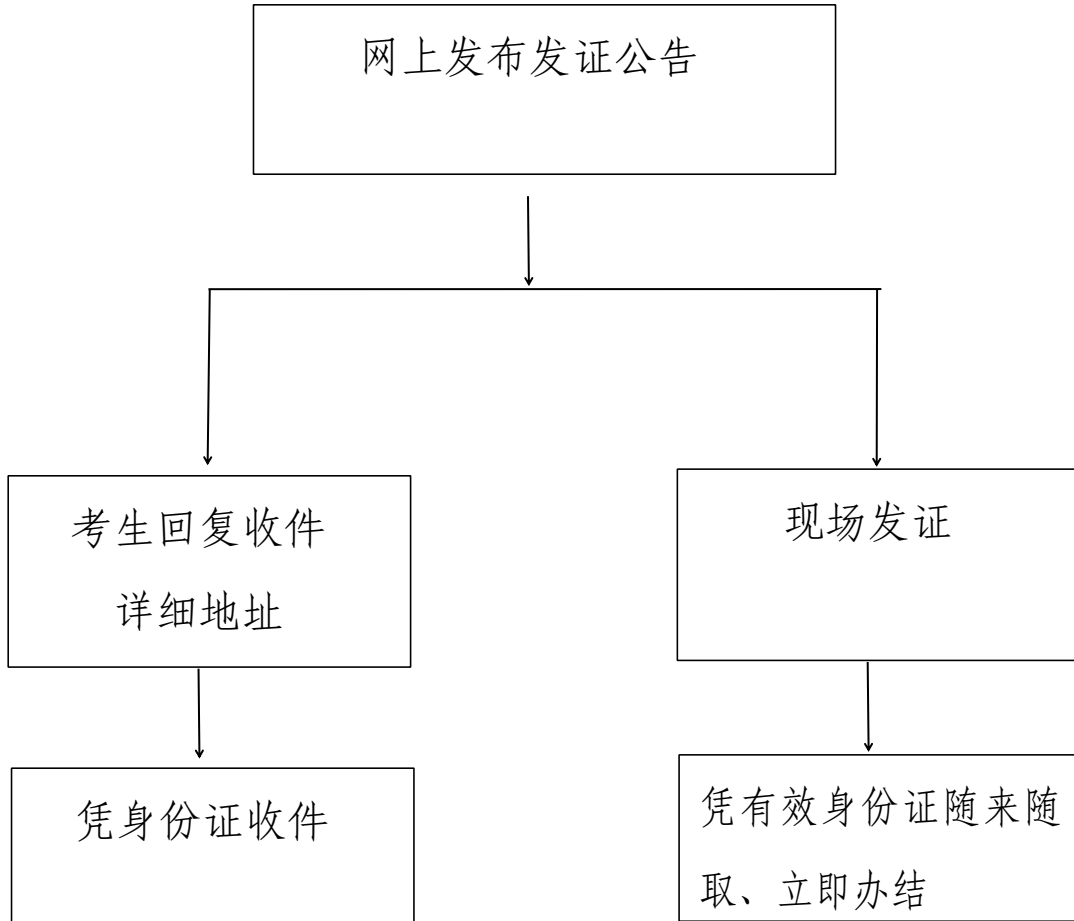 网上发布发证公告
考生回复收件
详细地址
现场发证
凭身份证收件
凭有效身份证随来随
取、立即办结